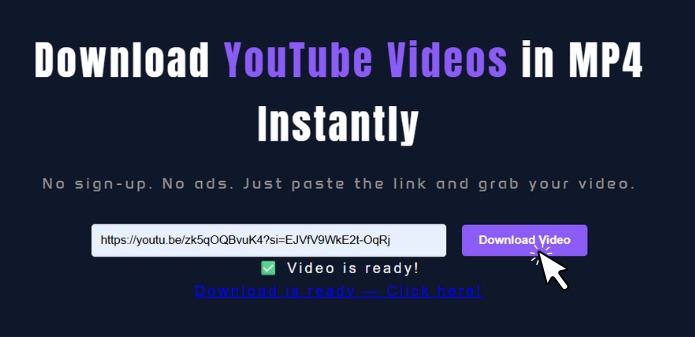 Download YouTube Videos in MP4
Instantly
No sign-up. No ads. Just paste the link and grab your video.
https://youtu.be/zk5qOQBvuK4?si=EJVfV9WkE2t-OqRj Download Video
✅ Video is ready!
Download is ready — Click here!